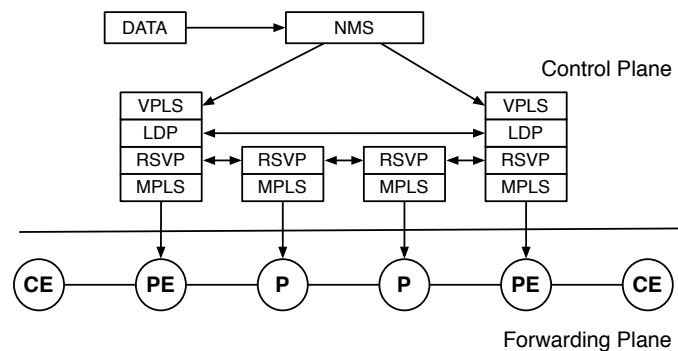 DATA
NMS
Control Plane
VPLS
VPLS
LDP
LDP
RSVP
RSVP
RSVP
RSVP
MPLS
MPLS
MPLS
MPLS
CE
PE
P
P
PE
CE
Forwarding Plane